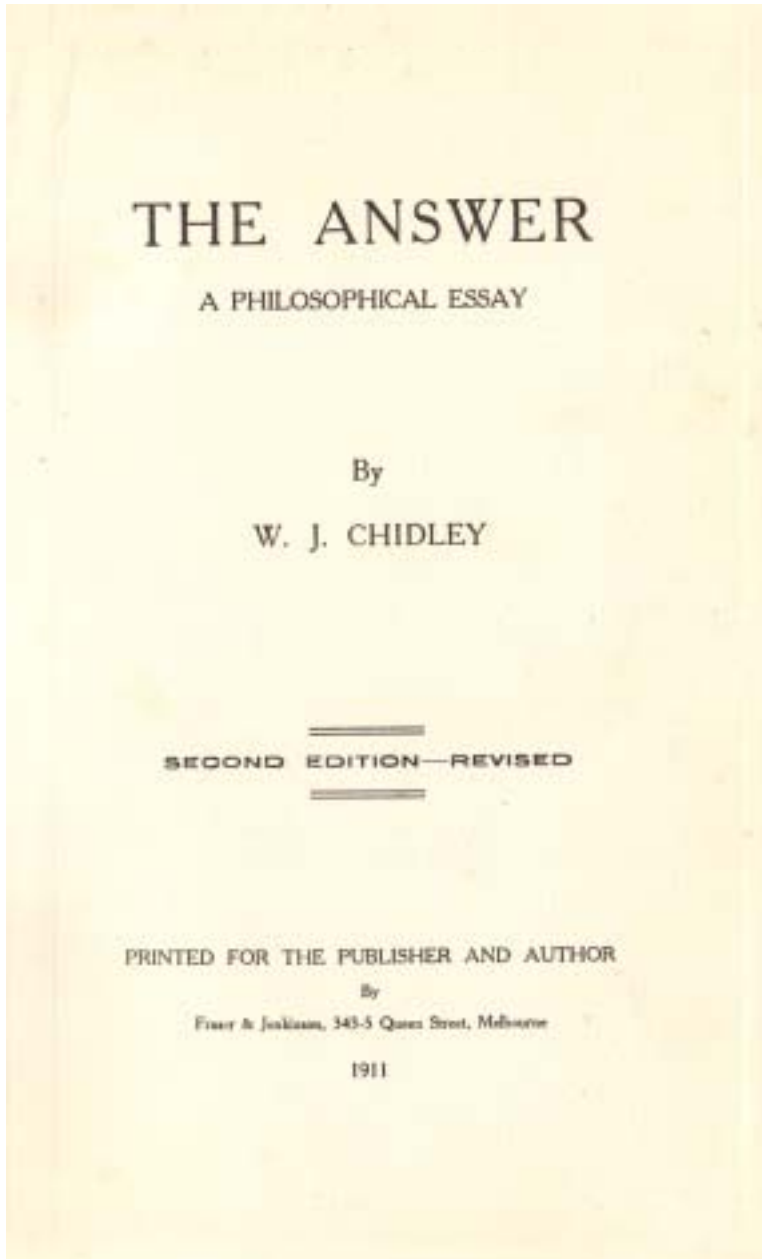 THE ANSWER
A PHILOSOPHICAL ESSAY
By
W. J. CHIDLEY
SECOND EDITION—REVISED
PRINTED FOR THE PUBLISHER AND AUTHOR
By
Fraser & Jenkinson, 343-5 Queen Street, Melbourne
1911